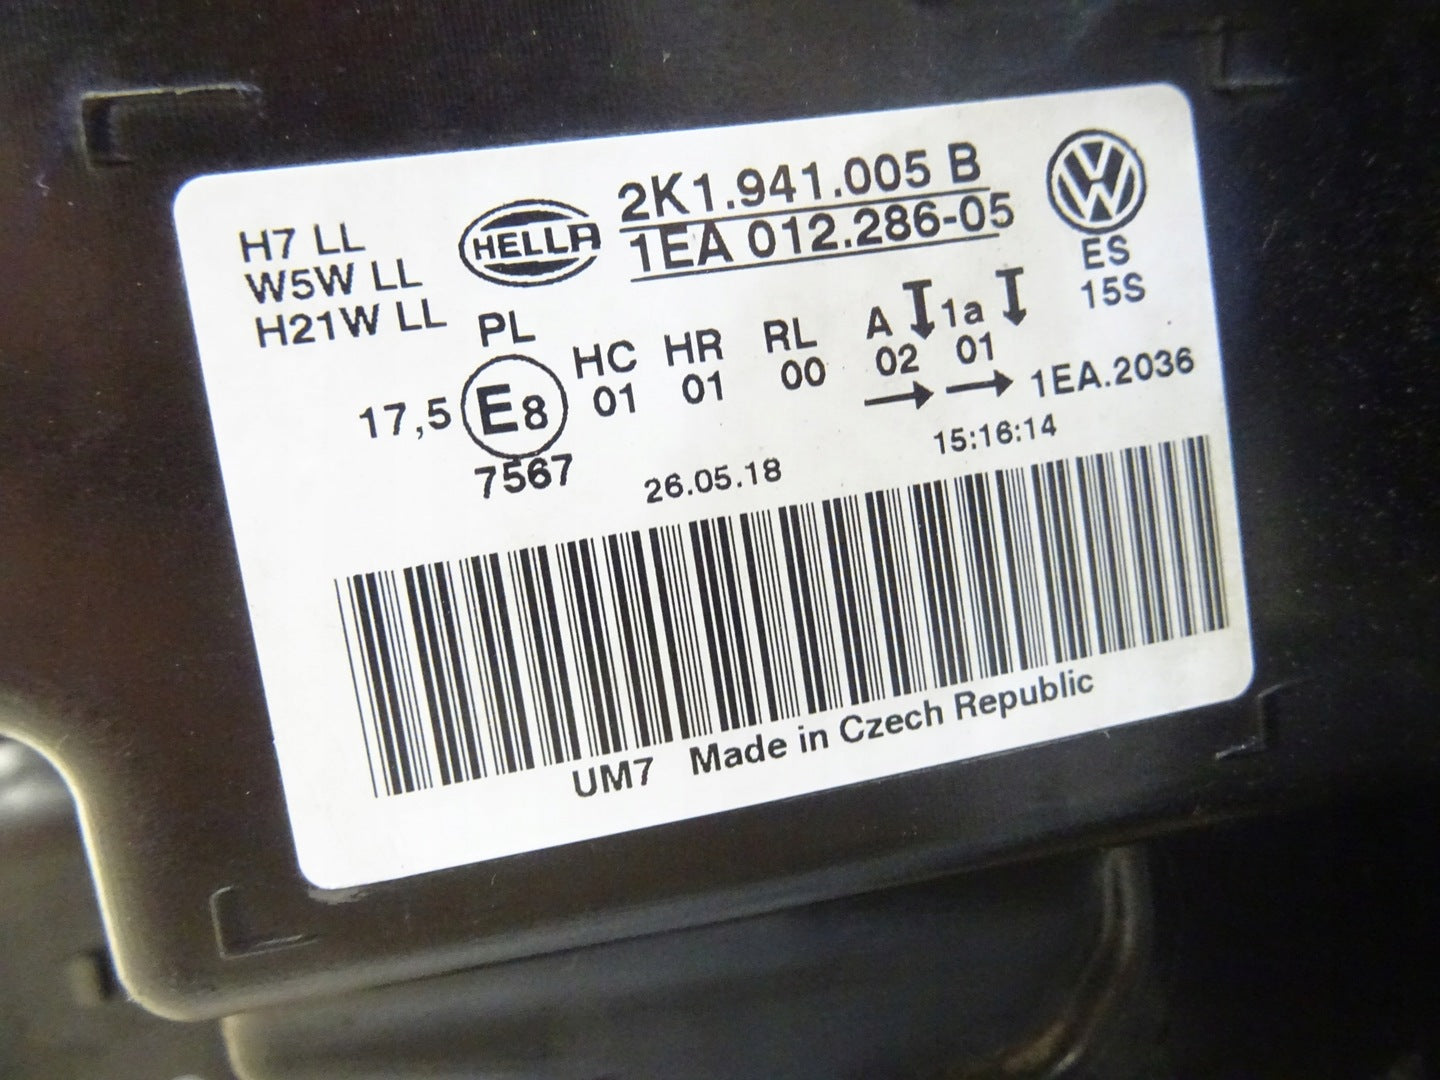 H7 LL
W5W LL
H21W LL
HELLA
2K1.941.005 B
1EA 012.286-05
ES
15S
PL
HC HR RL A 1a
17,5 E8 01 01 00 02 01
7567
1EA.2036
26.05.18
15:16:14
UM7 Made in Czech Republic